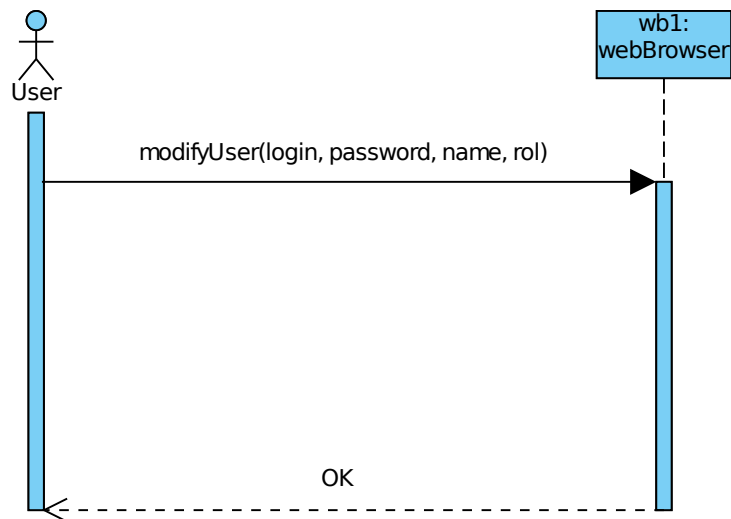 wb1:
webBrowser
User
modifyUser(login, password, name, rol)
OK